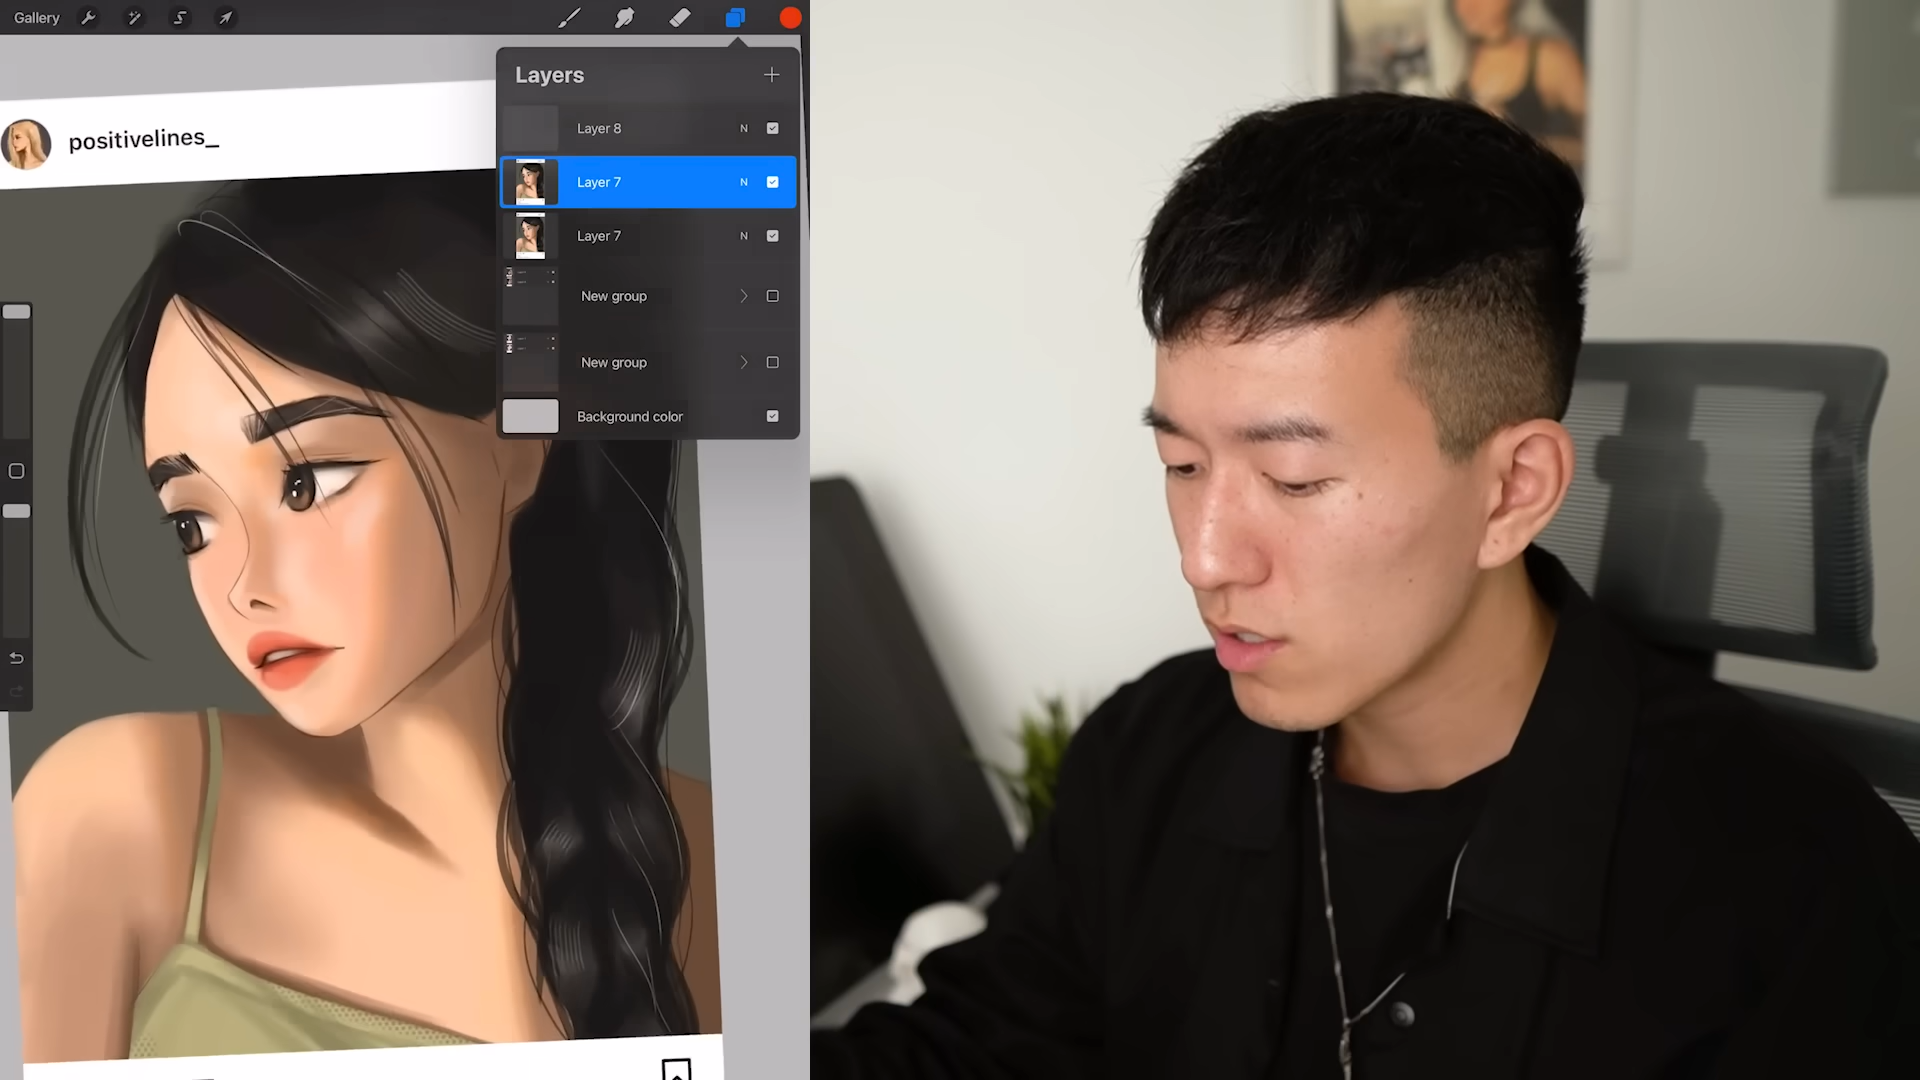 Gallery
Layers
positivelines_
Layer 8 N
Layer 7 N
Layer 7 N
New group
New group
Background color